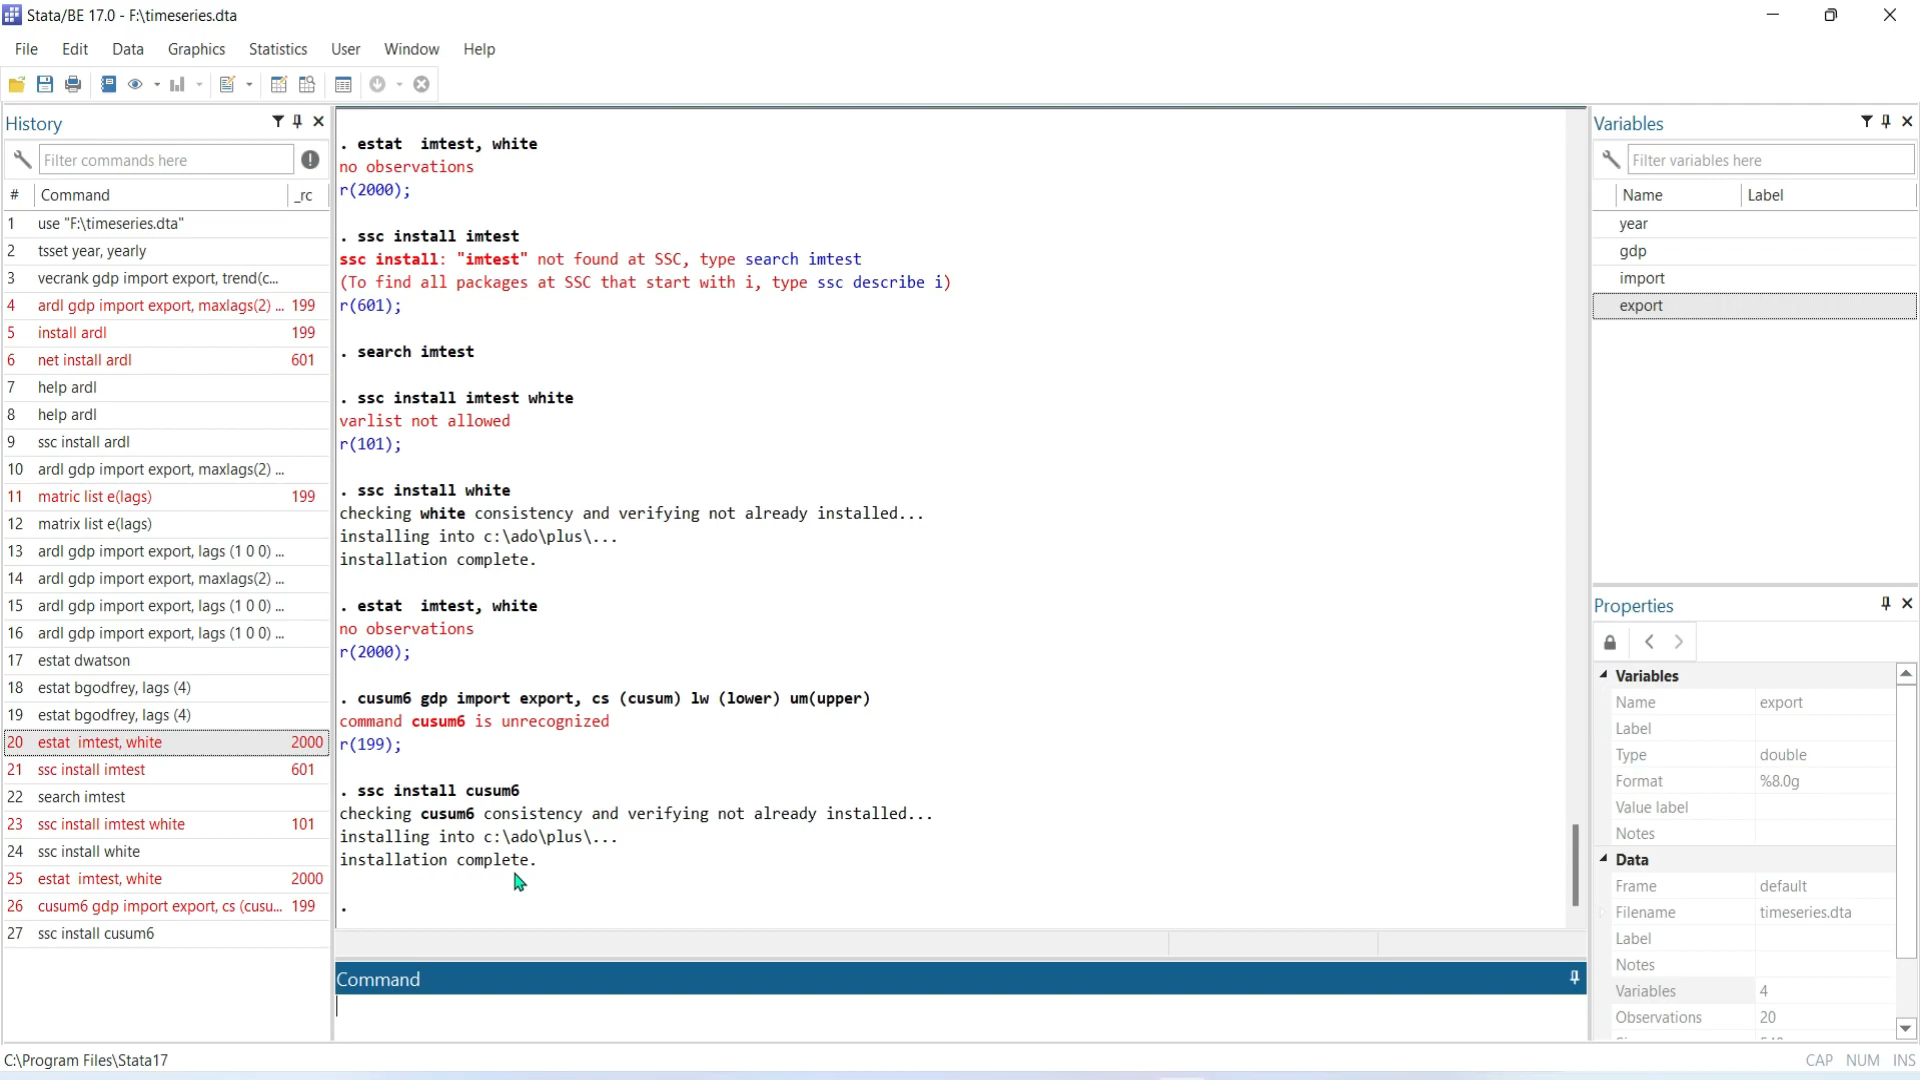 Stata/BE 17.0 - F:\timeseries.dta
File Edit Data Graphics Statistics User Window Help
History
Filter commands here
# Command _rc
1 use "F:\timeseries.dta"
2 tsset year, yearly
3 vecrank gdp import export, trend(c...
4 ardl gdp import export, maxlags(2) ... 199
5 install ardl 199
6 net install ardl 601
7 help ardl
8 help ardl
9 ssc install ardl
10 ardl gdp import export, maxlags(2) ...
11 matric list e(lags) 199
12 matrix list e(lags)
13 ardl gdp import export, lags (1 0 0) ...
14 ardl gdp import export, maxlags(2) ...
15 ardl gdp import export, lags (1 0 0) ...
16 ardl gdp import export, lags (1 0 0) ...
17 estat dwatson
18 estat bgodfrey, lags (4)
19 estat bgodfrey, lags (4)
20 estat imtest, white 2000
21 ssc install imtest 601
22 search imtest
23 ssc install imtest white 101
24 ssc install white
25 estat imtest, white 2000
26 cusum6 gdp import export, cs (cusu... 199
27 ssc install cusum6
. estat imtest, white
no observations
r(2000);
. ssc install imtest
ssc install: "imtest" not found at SSC, type search imtest
(To find all packages at SSC that start with i, type ssc describe i)
r(601);
. search imtest
. ssc install imtest white
varlist not allowed
r(101);
. ssc install white
checking white consistency and verifying not already installed...
installing into c:\ado\plus\...
installation complete.
. estat imtest, white
no observations
r(2000);
. cusum6 gdp import export, cs (cusum) lw (lower) um(upper)
command cusum6 is unrecognized
r(199);
. ssc install cusum6
checking cusum6 consistency and verifying not already installed...
installing into c:\ado\plus\...
installation complete.
.
Command
Variables
Filter variables here
Name Label
year
gdp
import
export
Properties
Variables
Name export
Label
Type double
Format %8.0g
Value label
Notes
Data
Frame default
Filename timeseries.dta
Label
Notes
Variables 4
Observations 20
C:\Program Files\Stata17
CAP NUM INS